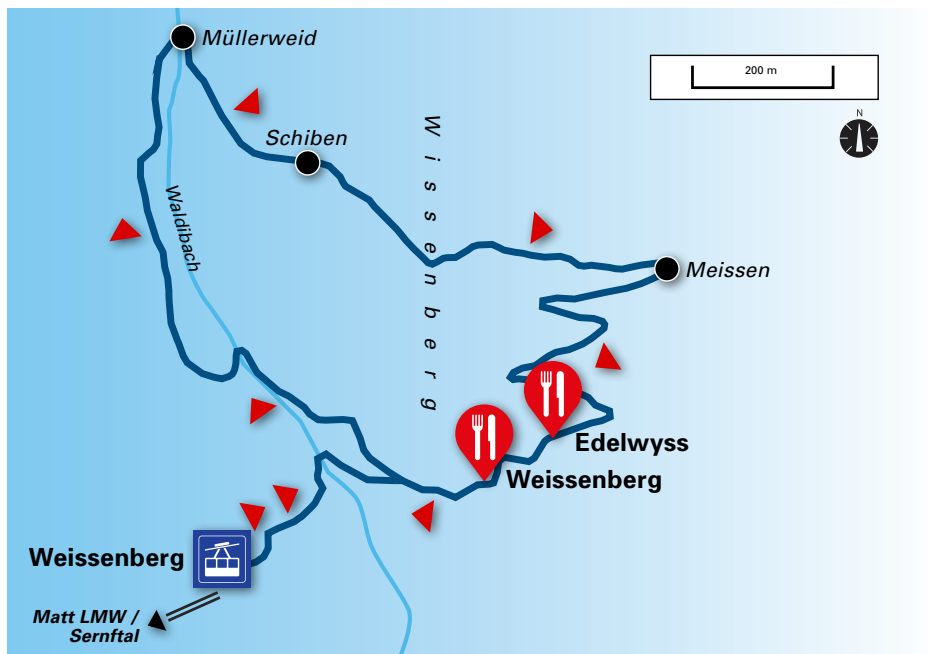 Müllerweid
200 m
N
Schiben
Wissenberg
Waldibach
Meissen
Edelwyss
Weissenberg
Weissenberg
Matt LMW /
Sernftal